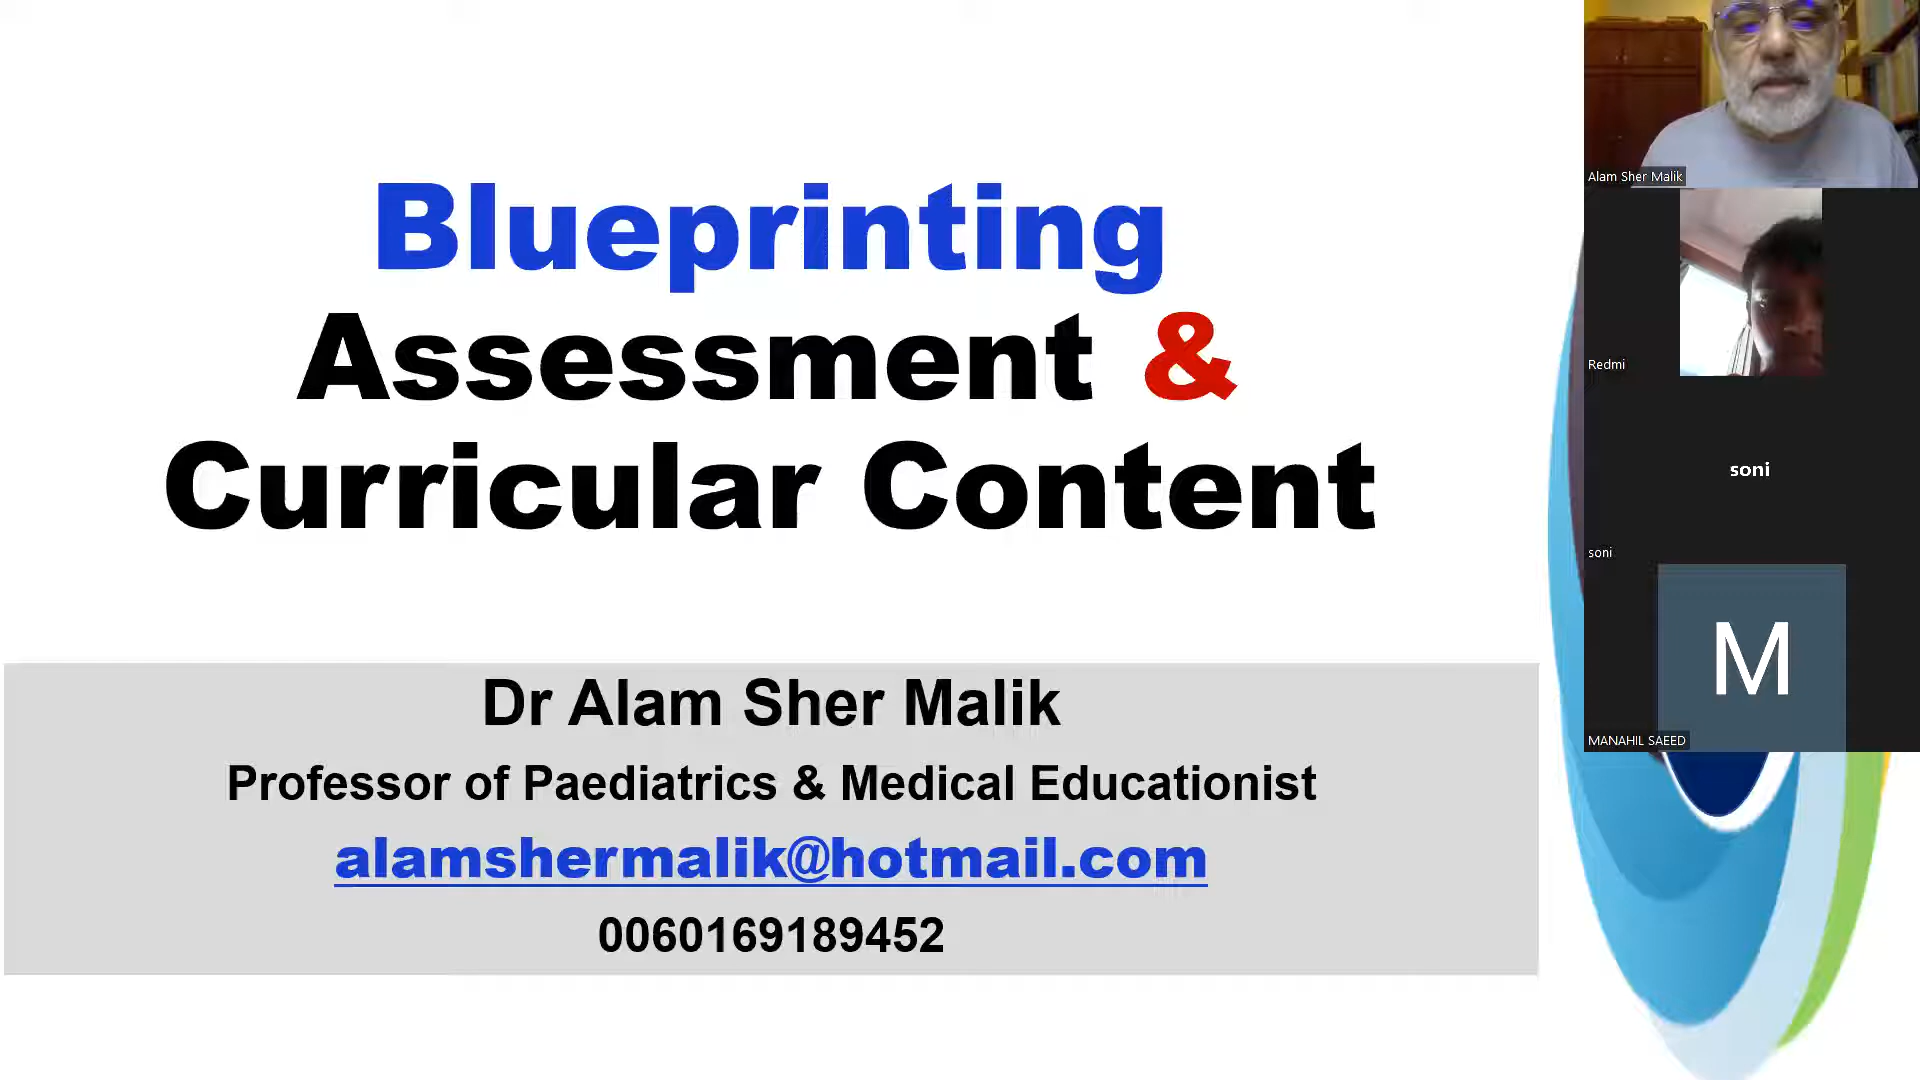 Blueprinting
Assessment &
Curricular Content
Dr Alam Sher Malik
Professor of Paediatrics & Medical Educationist
alamshermalik@hotmail.com
0060169189452
Alam Sher Malik
Redmi
soni
soni
M
MANAHIL SAEED